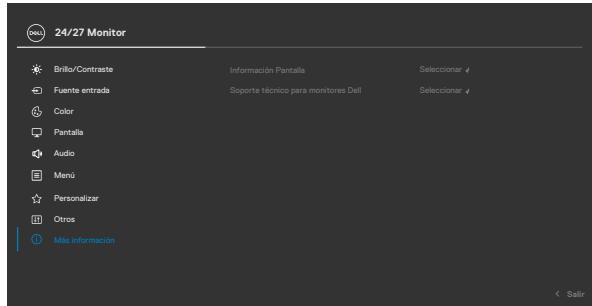 DELL 24/27 Monitor
Brillo/Contraste Información Pantalla Seleccionar
Fuente entrada Soporte técnico para monitores Dell Seleccionar
Color
Pantalla
Audio
Menú
Personalizar
Otros
Más información
< Salir